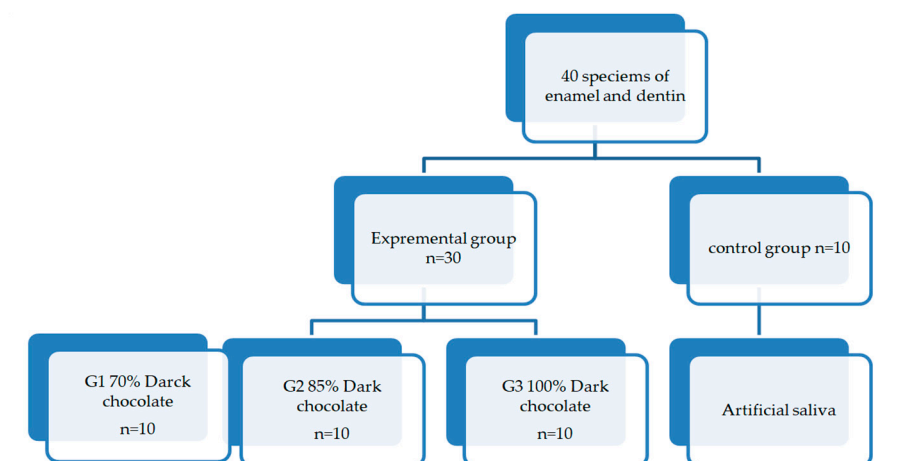 40 speciems of
enamel and dentin
Expremental group
n=30
control group n=10
G1 70% Darck
chocolate
n=10
G2 85% Dark
chocolate
n=10
G3 100% Dark
chocolate
n=10
Artificial saliva